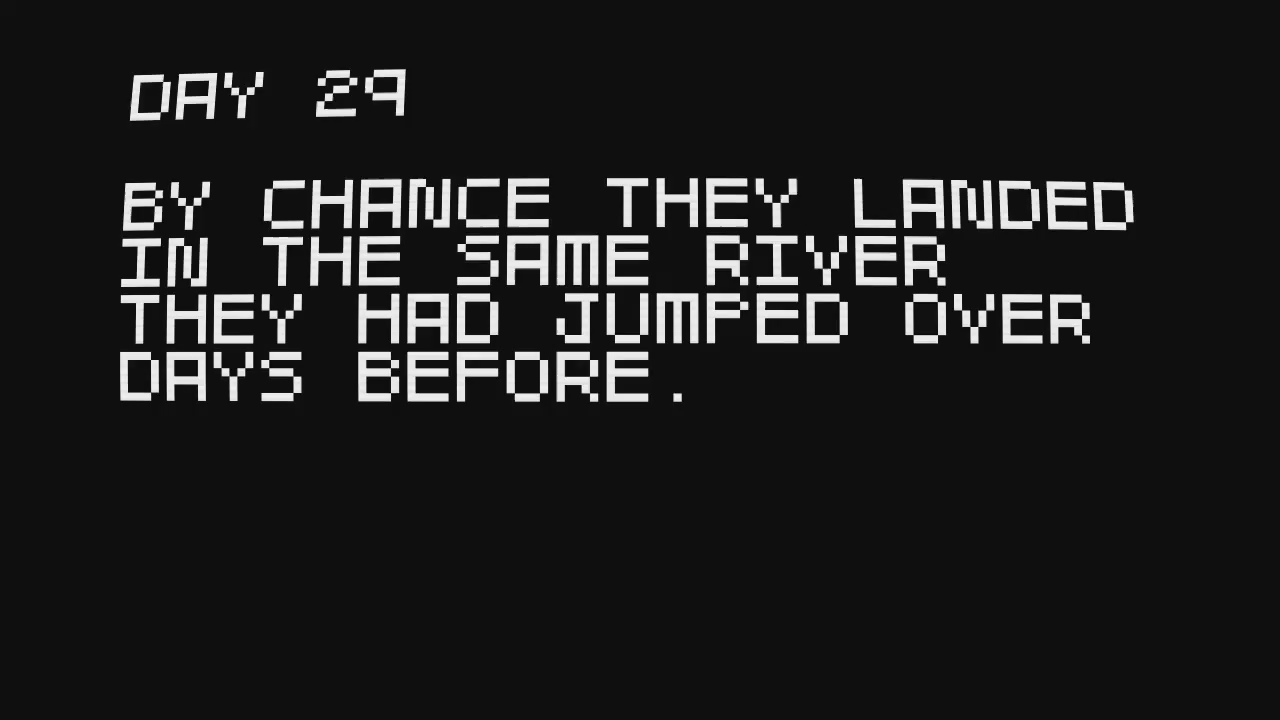 DAY 29
BY CHANCE THEY LANDED
IN THE SAME RIVER
THEY HAD JUMPED OVER
DAYS BEFORE.